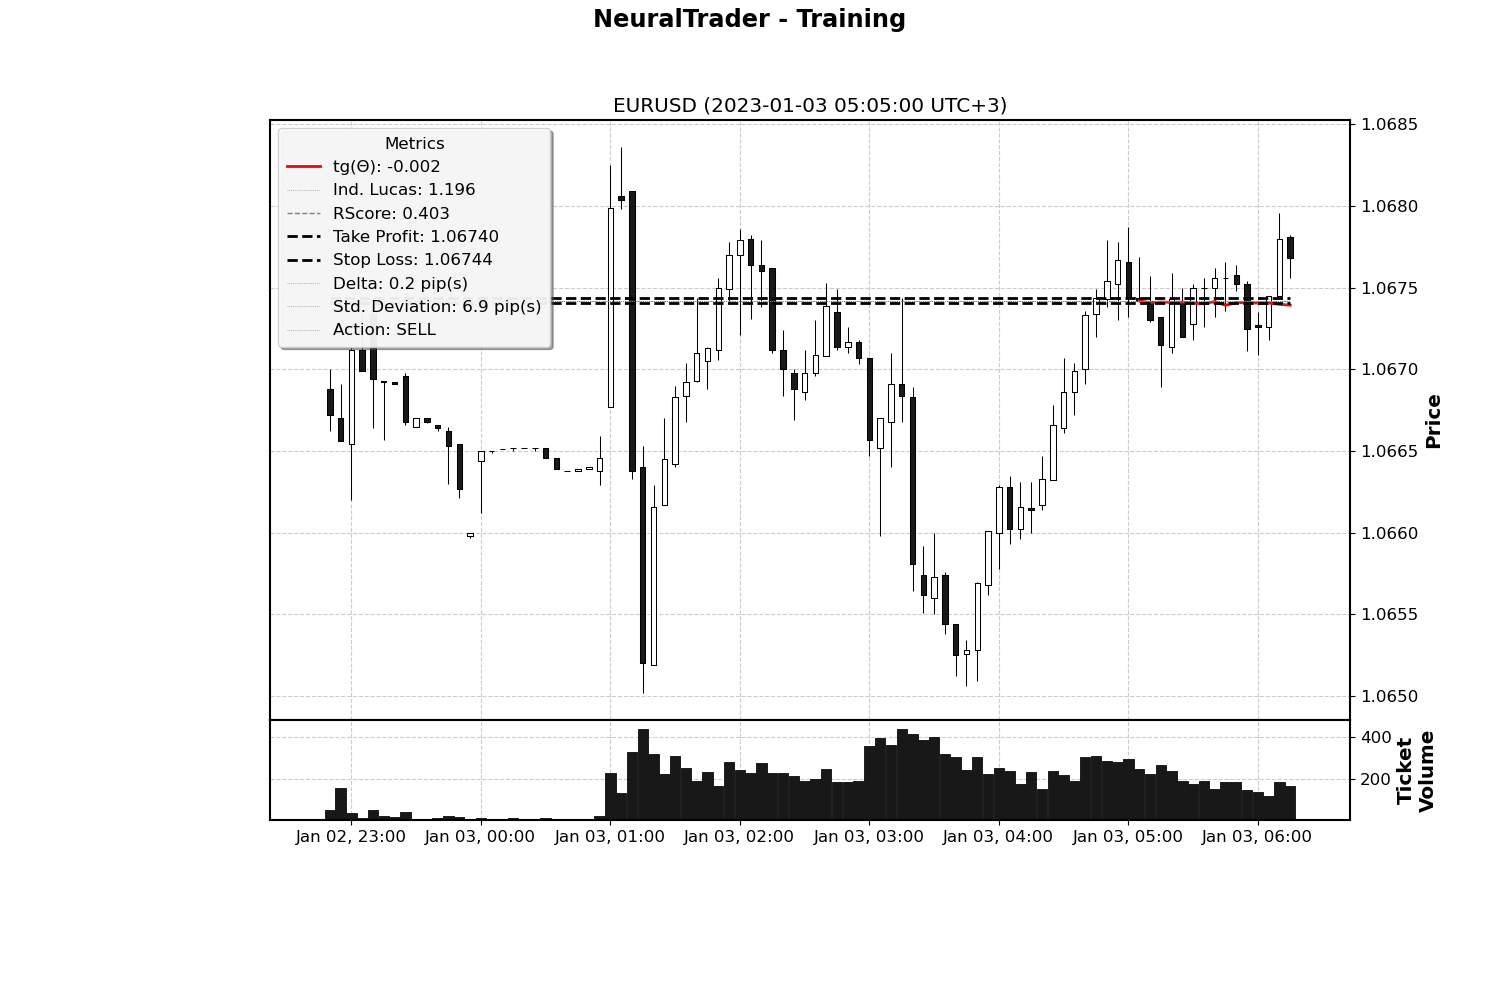 NeuralTrader - Training
EURUSD (2023-01-03 05:05:00 UTC+3)
Metrics
tg(Θ): -0.002
Ind. Lucas: 1.196
RScore: 0.403
Take Profit: 1.06740
Stop Loss: 1.06744
Delta: 0.2 pip(s)
Std. Deviation: 6.9 pip(s)
Action: SELL
1.0685
1.0680
1.0675
1.0670
1.0665
1.0660
1.0655
1.0650
Price
400
200
Ticket
Volume
Jan 02, 23:00
Jan 03, 00:00
Jan 03, 01:00
Jan 03, 02:00
Jan 03, 03:00
Jan 03, 04:00
Jan 03, 05:00
Jan 03, 06:00